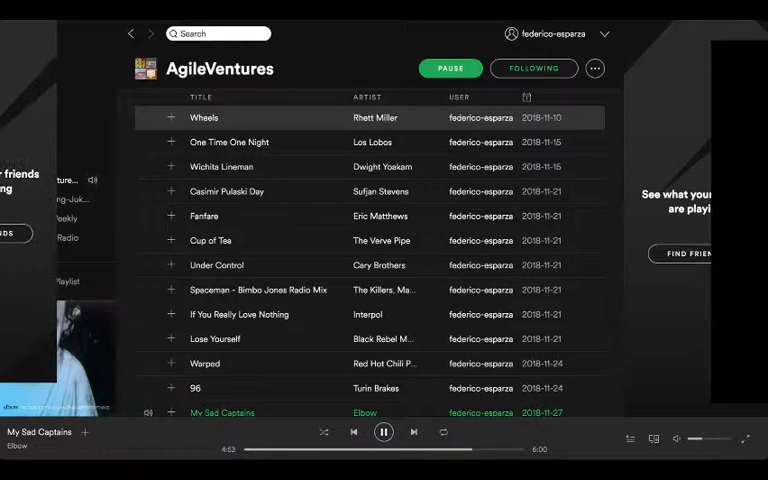 Search
federico-esparza
AgileVentures
PAUSE
FOLLOWING
TITLE ARTIST USER
Wheels Rhett Miller federico-esparza 2018-11-10
One Time One Night Los Lobos federico-esparza 2018-11-15
Wichita Lineman Dwight Yoakam federico-esparza 2018-11-15
Casimir Pulaski Day Sufjan Stevens federico-esparza 2018-11-21
Fanfare Eric Matthews federico-esparza 2018-11-21
Cup of Tea The Verve Pipe federico-esparza 2018-11-21
Under Control Cary Brothers federico-esparza 2018-11-21
Spaceman - Bimbo Jones Radio Mix The Killers, Ma... federico-esparza 2018-11-21
If You Really Love Nothing Interpol federico-esparza 2018-11-21
Lose Yourself Black Rebel M... federico-esparza 2018-11-21
Warped Red Hot Chili P... federico-esparza 2018-11-24
96 Turin Brakes federico-esparza 2018-11-24
My Sad Captains Elbow federico-esparza 2018-11-27
r friends
ng
NDS
ture...
ng-Juk...
eekly
Radio
Playlist
See what your
are playi
FIND FRIEN
My Sad Captains
Elbow
4:53
6:00